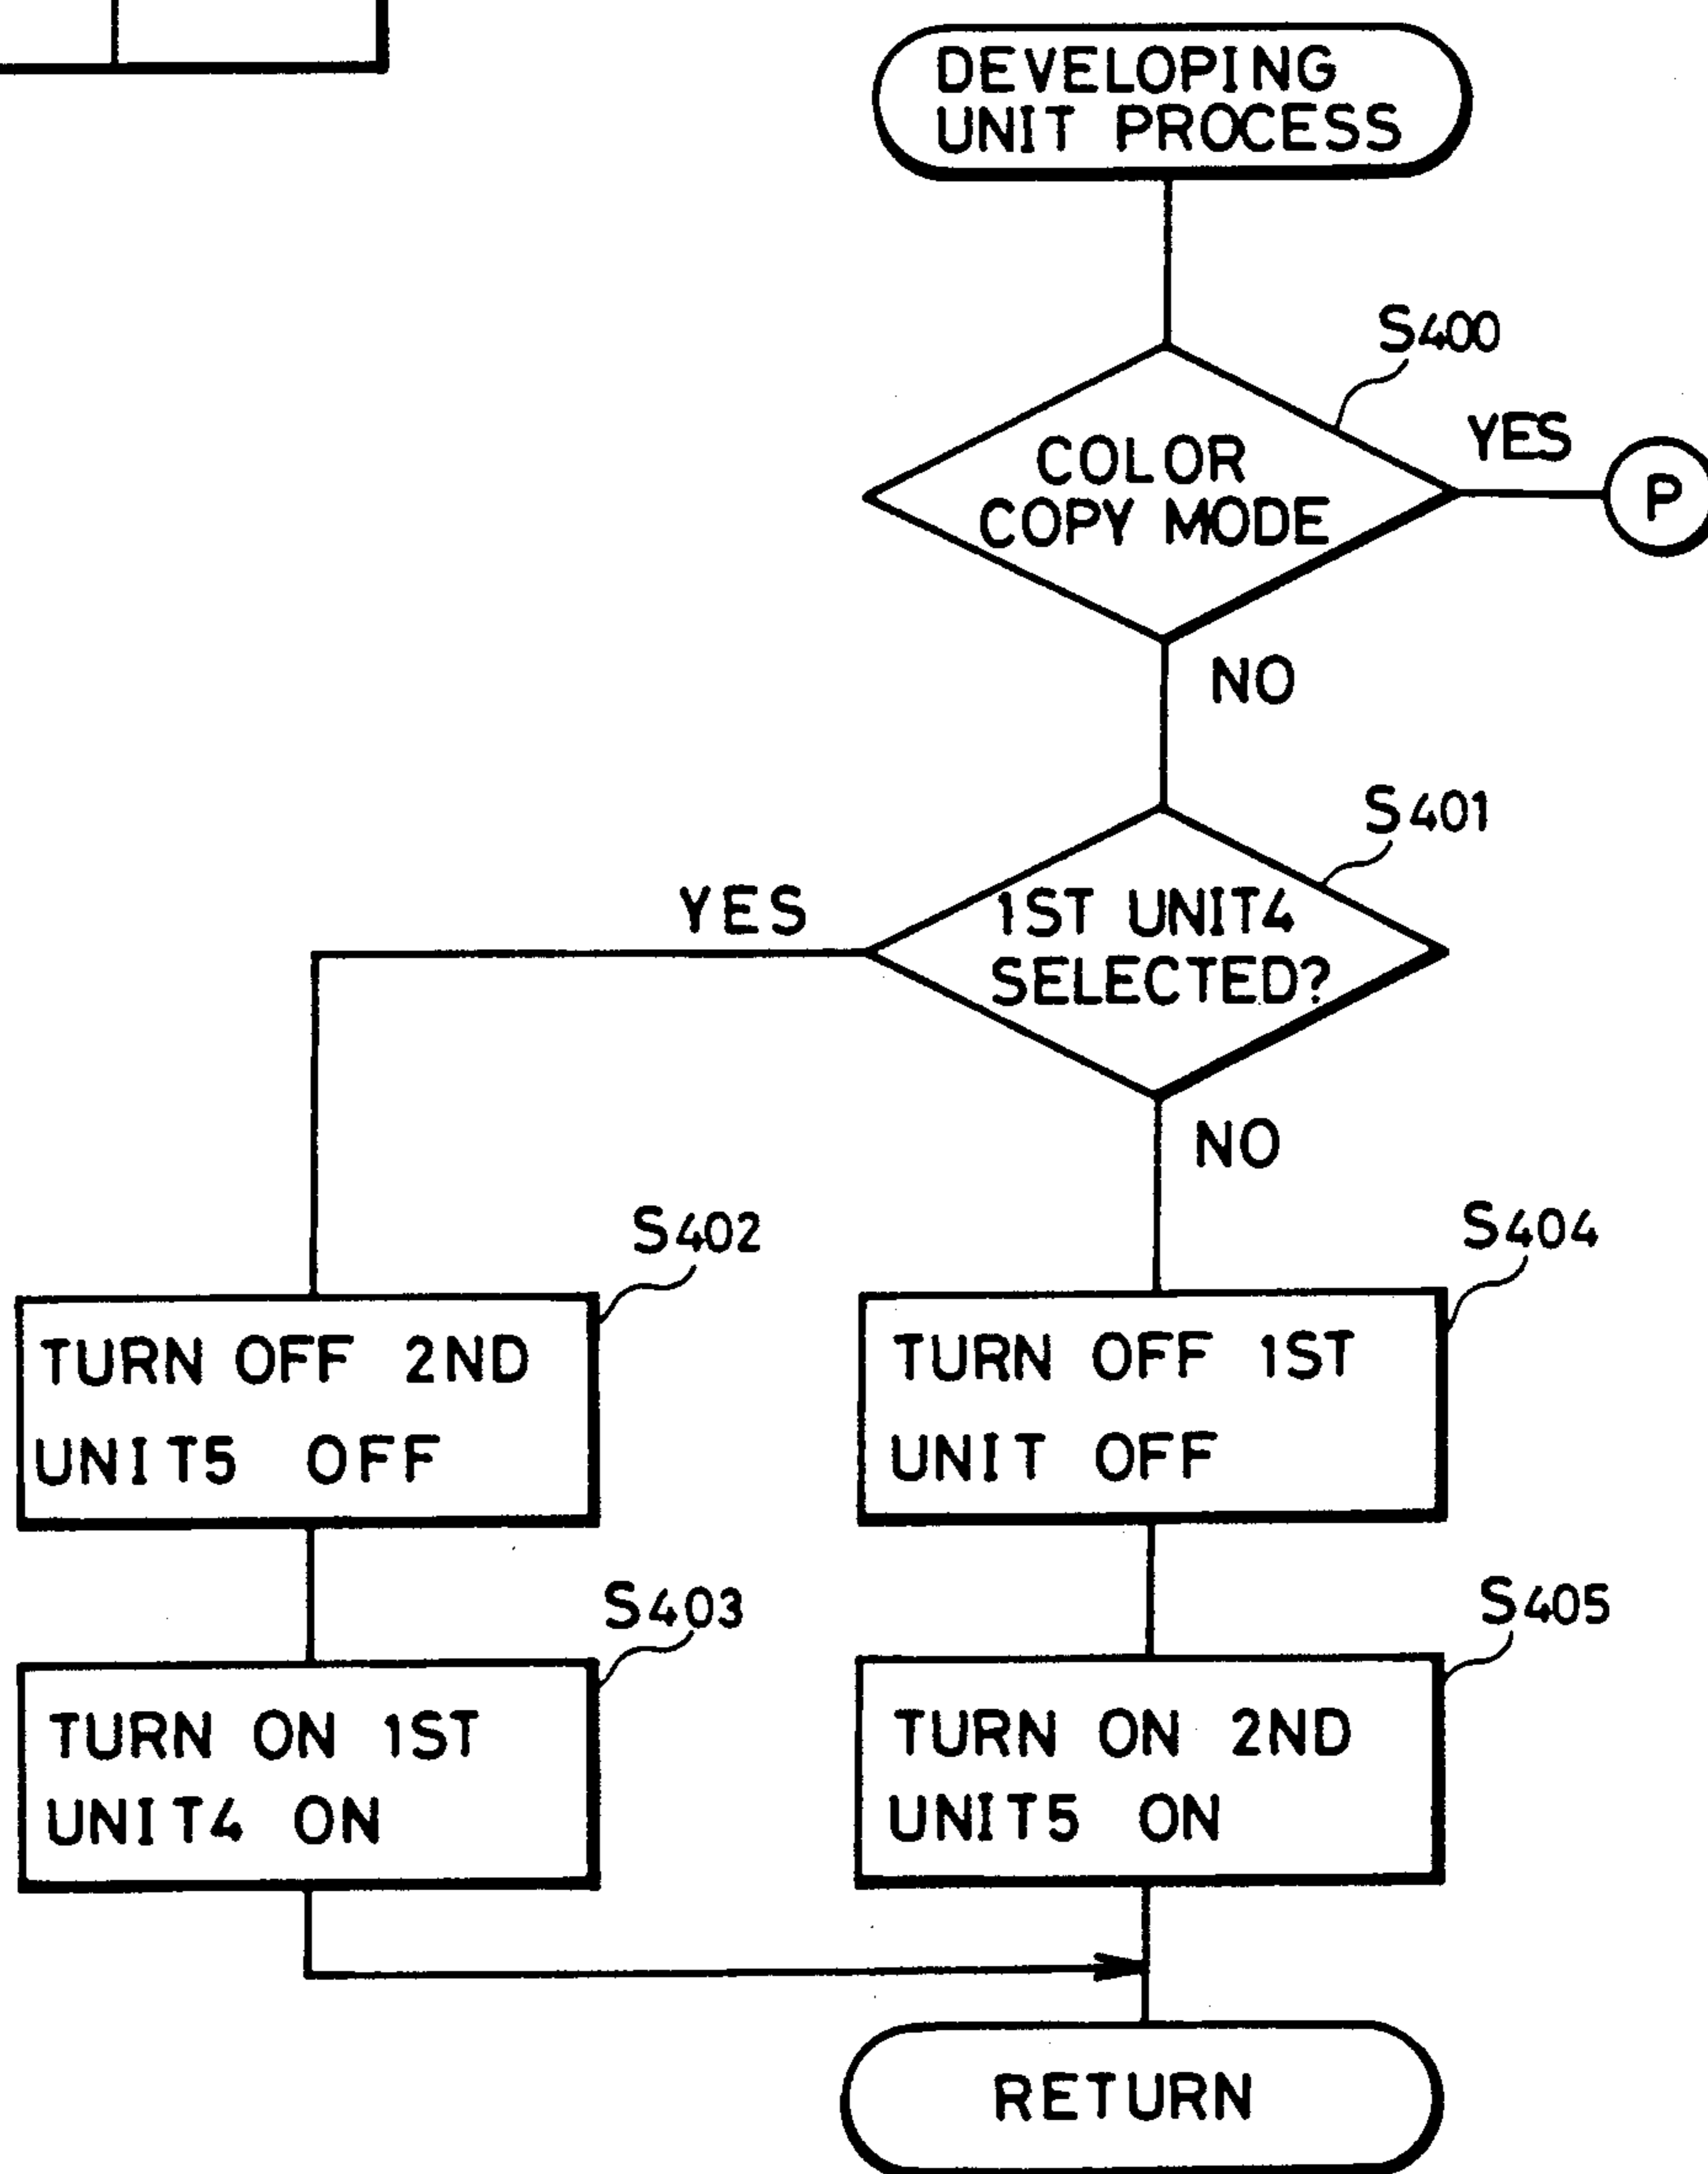 DEVELOPING
UNIT PROCESS
S400
COLOR
COPY MODE
YES
P
NO
S401
1ST UNIT4
SELECTED?
YES
NO
S402
TURN OFF 2ND
UNIT5 OFF
S404
TURN OFF 1ST
UNIT OFF
S403
TURN ON 1ST
UNIT4 ON
S405
TURN ON 2ND
UNIT5 ON
RETURN